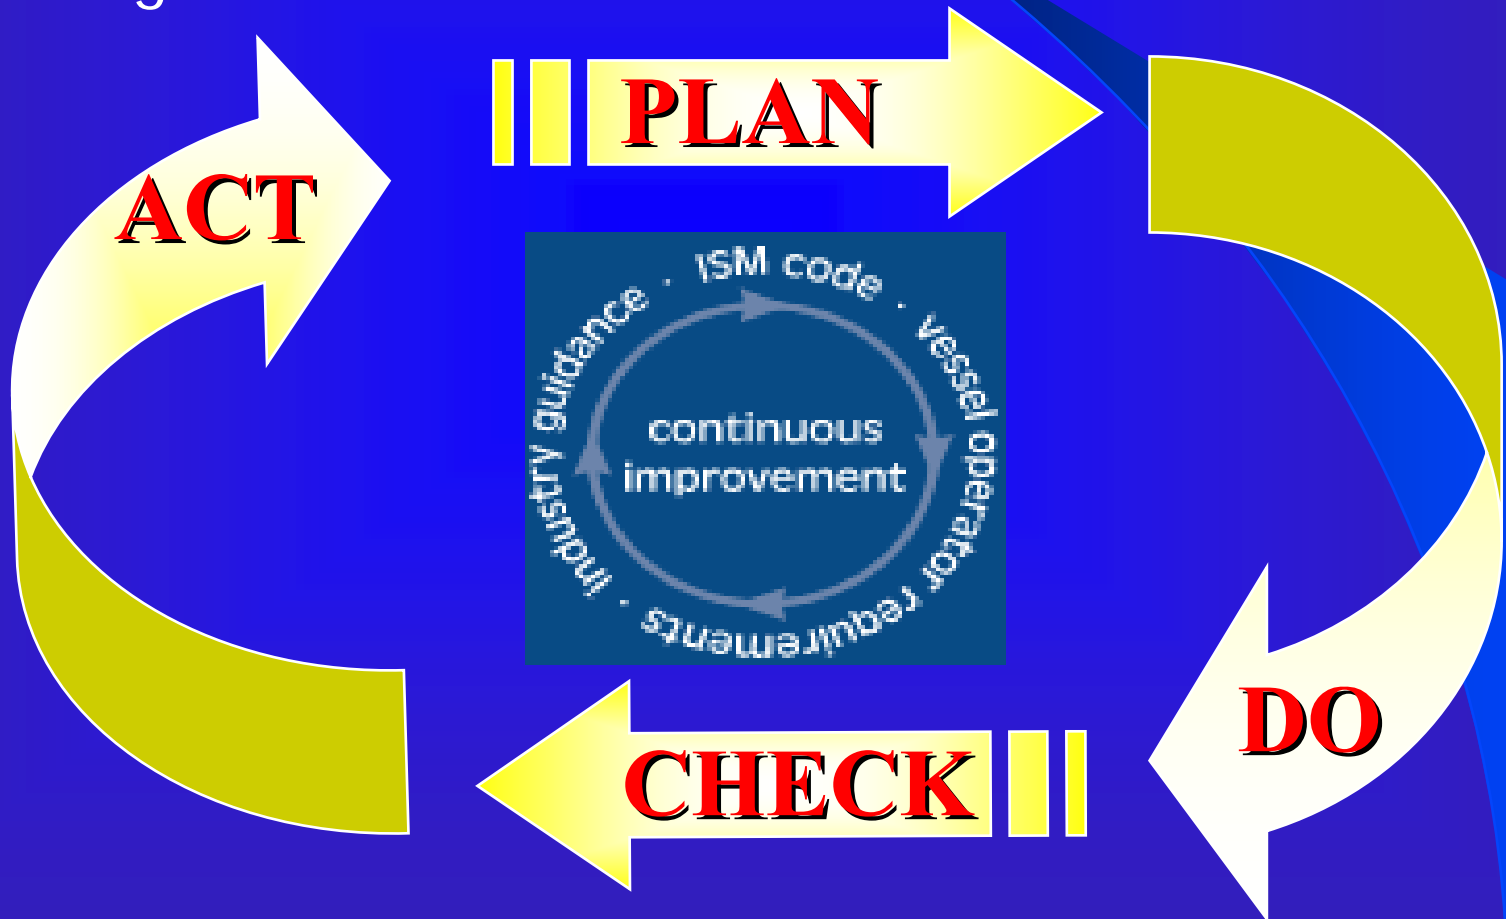 PLAN
ACT
· ISM code · vessel operator requirements · industry guidance
continuous
improvement
DO
CHECK